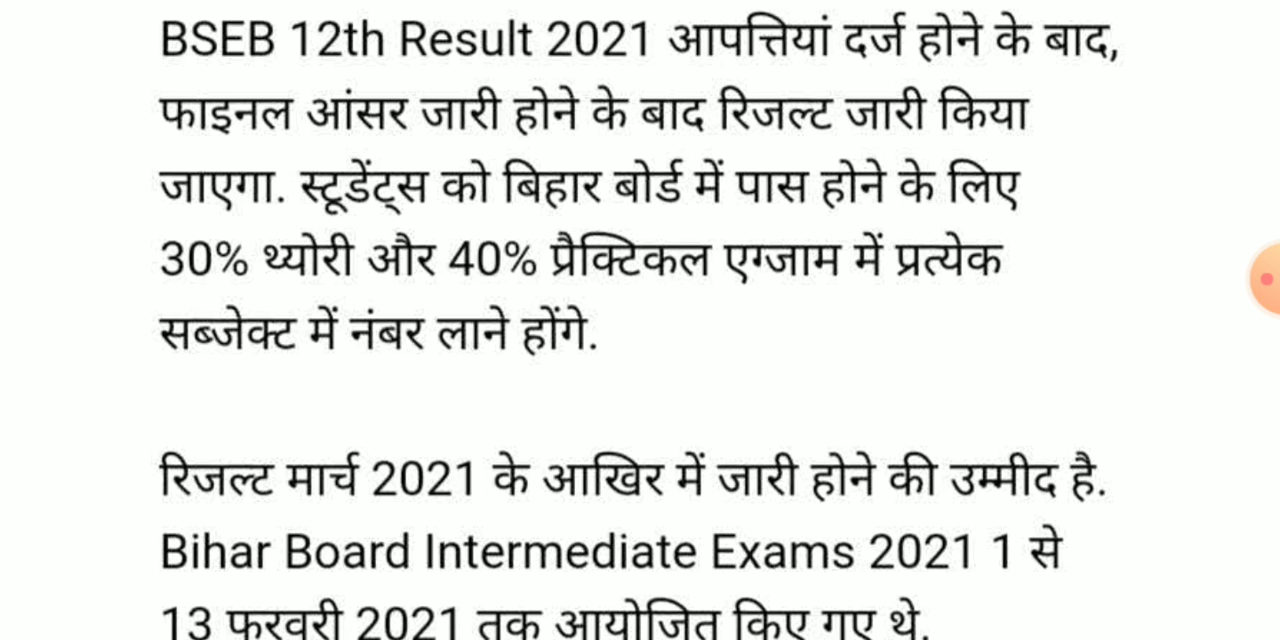 BSEB 12th Result 2021 आपत्तियां दर्ज होने के बाद,
फाइनल आंसर जारी होने के बाद रिजल्ट जारी किया
जाएगा. स्टूडेंट्स को बिहार बोर्ड में पास होने के लिए
30% थ्योरी और 40% प्रैक्टिकल एग्जाम में प्रत्येक
सब्जेक्ट में नंबर लाने होंगे.
रिजल्ट मार्च 2021 के आखिर में जारी होने की उम्मीद है.
Bihar Board Intermediate Exams 2021 1 से
13 फरवरी 2021 तक आयोजित किए गए थे.